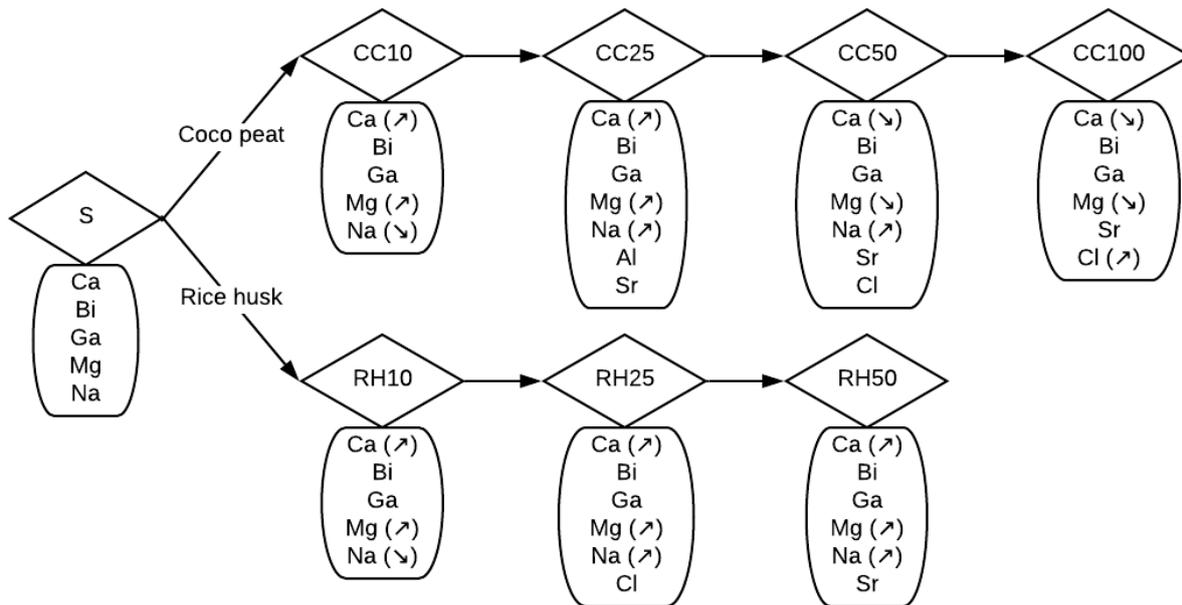 S
Ca
Bi
Ga
Mg
Na
Coco peat
CC10
Ca (↗)
Bi
Ga
Mg (↗)
Na (↘)
CC25
Ca (↗)
Bi
Ga
Mg (↗)
Na (↗)
Al
Sr
CC50
Ca (↘)
Bi
Ga
Mg (↘)
Na (↗)
Sr
Cl
CC100
Ca (↘)
Bi
Ga
Mg (↘)
Sr
Cl (↗)
Rice husk
RH10
Ca (↗)
Bi
Ga
Mg (↗)
Na (↘)
RH25
Ca (↗)
Bi
Ga
Mg (↗)
Na (↗)
Cl
RH50
Ca (↗)
Bi
Ga
Mg (↗)
Na (↗)
Sr